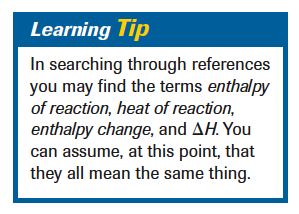 Learning Tip
In searching through references
you may find the terms enthalpy
of reaction, heat of reaction,
enthalpy change, and ΔH. You
can assume, at this point, that
they all mean the same thing.